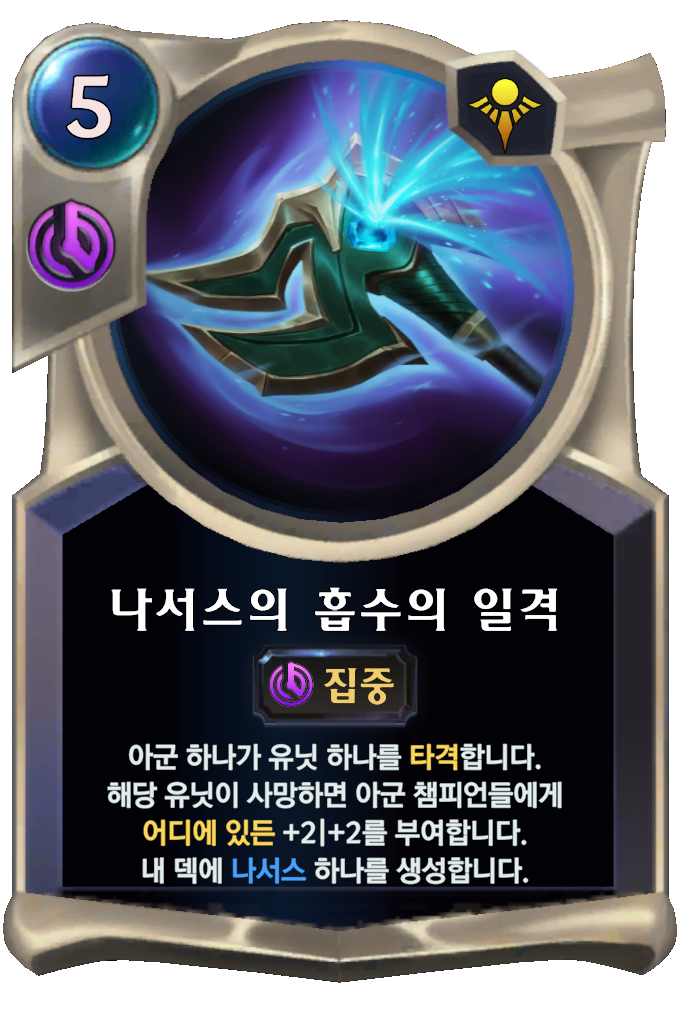 5
나서스의 흡수의 일격
집중
아군 하나가 유닛 하나를 타격합니다.
해당 유닛이 사망하면 아군 챔피언들에게
어디에 있든 +2|+2를 부여합니다.
내 덱에 나서스 하나를 생성합니다.